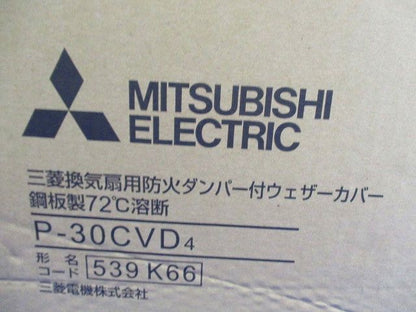 MITSUBISHI
ELECTRIC
三菱換気扇用防火ダンパー付ウェザーカバー
鋼板製72℃溶断
P-30CVD4
形名
コード 539 K66
三菱電機株式会社